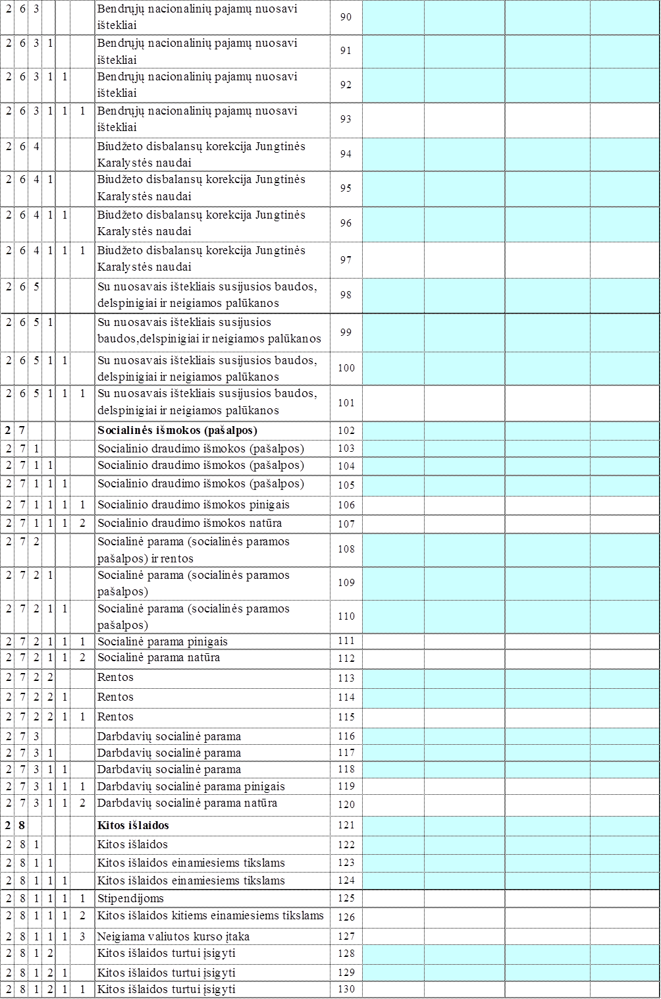 2 6 3 Bendrųjų nacionalinių pajamų nuosavi 90
ištekliai
2 6 3 1 Bendrųjų nacionalinių pajamų nuosavi 91
ištekliai
2 6 3 1 1 Bendrųjų nacionalinių pajamų nuosavi 92
ištekliai
2 6 3 1 1 1 Bendrųjų nacionalinių pajamų nuosavi 93
ištekliai
2 6 4 Biudžeto disbalansų korekcija Jungtinės 94
Karalystės naudai
2 6 4 1 Biudžeto disbalansų korekcija Jungtinės 95
Karalystės naudai
2 6 4 1 1 Biudžeto disbalansų korekcija Jungtinės 96
Karalystės naudai
2 6 4 1 1 1 Biudžeto disbalansų korekcija Jungtinės 97
Karalystės naudai
2 6 5 Su nuosavais ištekliais susijusios baudos, 98
delspinigiai ir neigiamos palūkanos
2 6 5 1 Su nuosavais ištekliais susijusios 99
baudos,delspinigiai ir neigiamos palūkanos
2 6 5 1 1 Su nuosavais ištekliais susijusios baudos, 100
delspinigiai ir neigiamos palūkanos
2 6 5 1 1 1 Su nuosavais ištekliais susijusios baudos, 101
delspinigiai ir neigiamos palūkanos
2 7 Socialinės išmokos (pašalpos) 102
2 7 1 Socialinio draudimo išmokos (pašalpos) 103
2 7 1 1 Socialinio draudimo išmokos (pašalpos) 104
2 7 1 1 1 Socialinio draudimo išmokos (pašalpos) 105
2 7 1 1 1 1 Socialinio draudimo išmokos pinigais 106
2 7 1 1 1 2 Socialinio draudimo išmokos natūra 107
2 7 2 Socialinė parama (socialinės paramos 108
pašalpos) ir rentos
2 7 2 1 Socialinė parama (socialinės paramos 109
pašalpos)
2 7 2 1 1 Socialinė parama (socialinės paramos 110
pašalpos)
2 7 2 1 1 1 Socialinė parama pinigais 111
2 7 2 1 1 2 Socialinė parama natūra 112
2 7 2 2 Rentos 113
2 7 2 2 1 Rentos 114
2 7 2 2 1 1 Rentos 115
2 7 3 Darbdavių socialinė parama 116
2 7 3 1 Darbdavių socialinė parama 117
2 7 3 1 1 Darbdavių socialinė parama 118
2 7 3 1 1 1 Darbdavių socialinė parama pinigais 119
2 7 3 1 1 2 Darbdavių socialinė parama natūra 120
2 8 Kitos išlaidos 121
2 8 1 Kitos išlaidos 122
2 8 1 1 Kitos išlaidos einamiesiems tikslams 123
2 8 1 1 1 Kitos išlaidos einamiesiems tikslams 124
2 8 1 1 1 1 Stipendijoms 125
2 8 1 1 1 2 Kitos išlaidos kitiems einamiesiems tikslams 126
2 8 1 1 1 3 Neigiama valiutos kurso įtaka 127
2 8 1 2 Kitos išlaidos turtui įsigyti 128
2 8 1 2 1 Kitos išlaidos turtui įsigyti 129
2 8 1 2 1 1 Kitos išlaidos turtui įsigyti 130